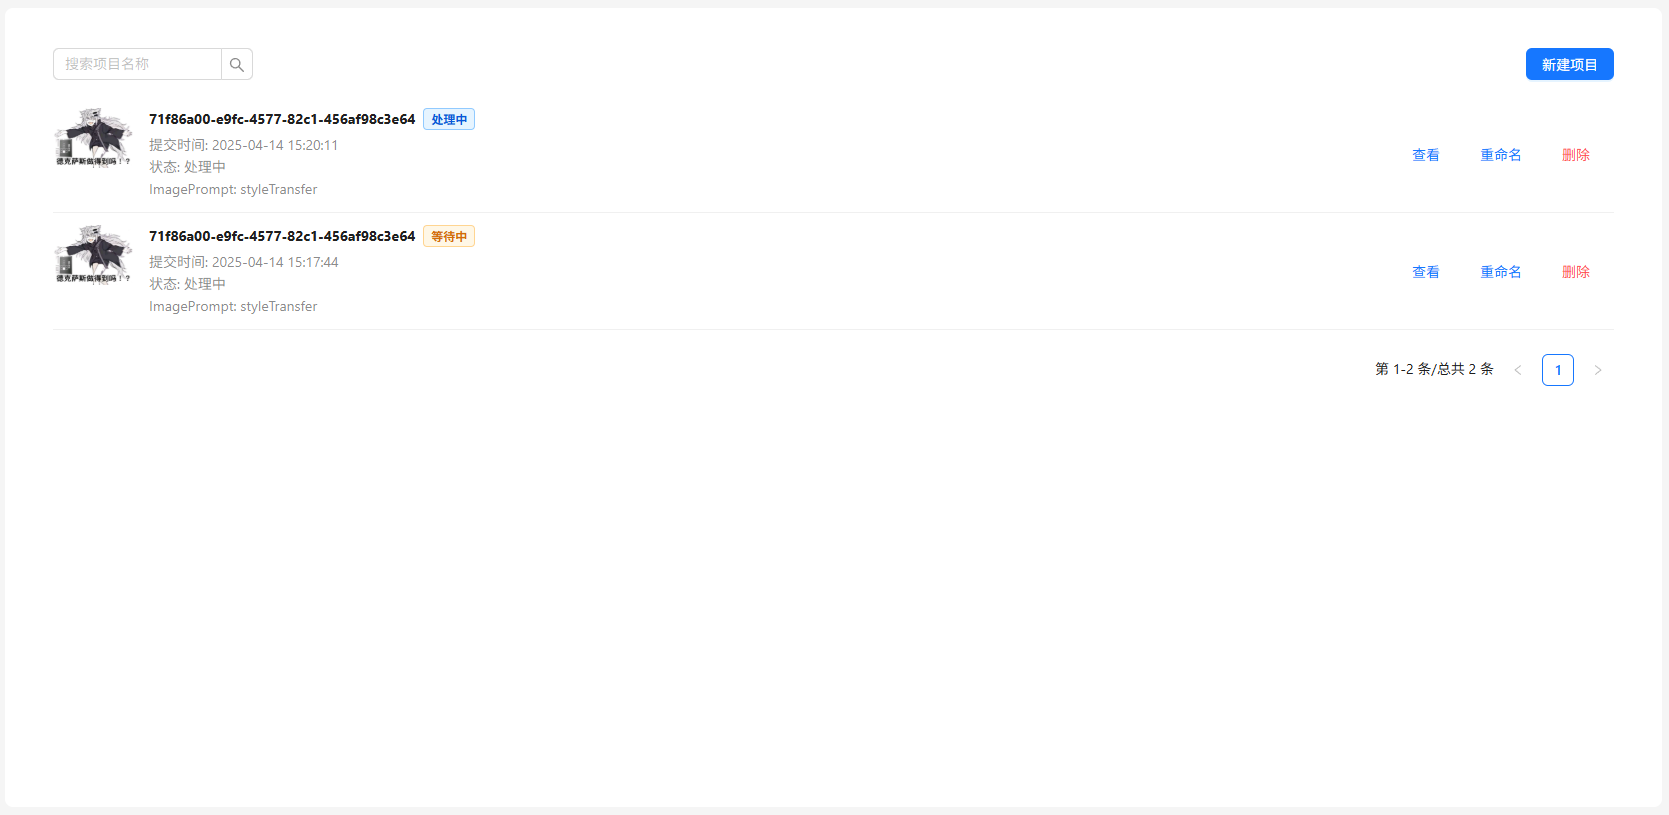 搜索项目名称
新建项目
71f86a00-e9fc-4577-82c1-456af98c3e64 处理中
提交时间: 2025-04-14 15:20:11
状态: 处理中
ImagePrompt: styleTransfer
查看 重命名 删除
德克萨斯做得到吗！？
71f86a00-e9fc-4577-82c1-456af98c3e64 等待中
提交时间: 2025-04-14 15:17:44
状态: 处理中
ImagePrompt: styleTransfer
查看 重命名 删除
德克萨斯做得到吗！？
第 1-2 条/总共 2 条 < 1 >